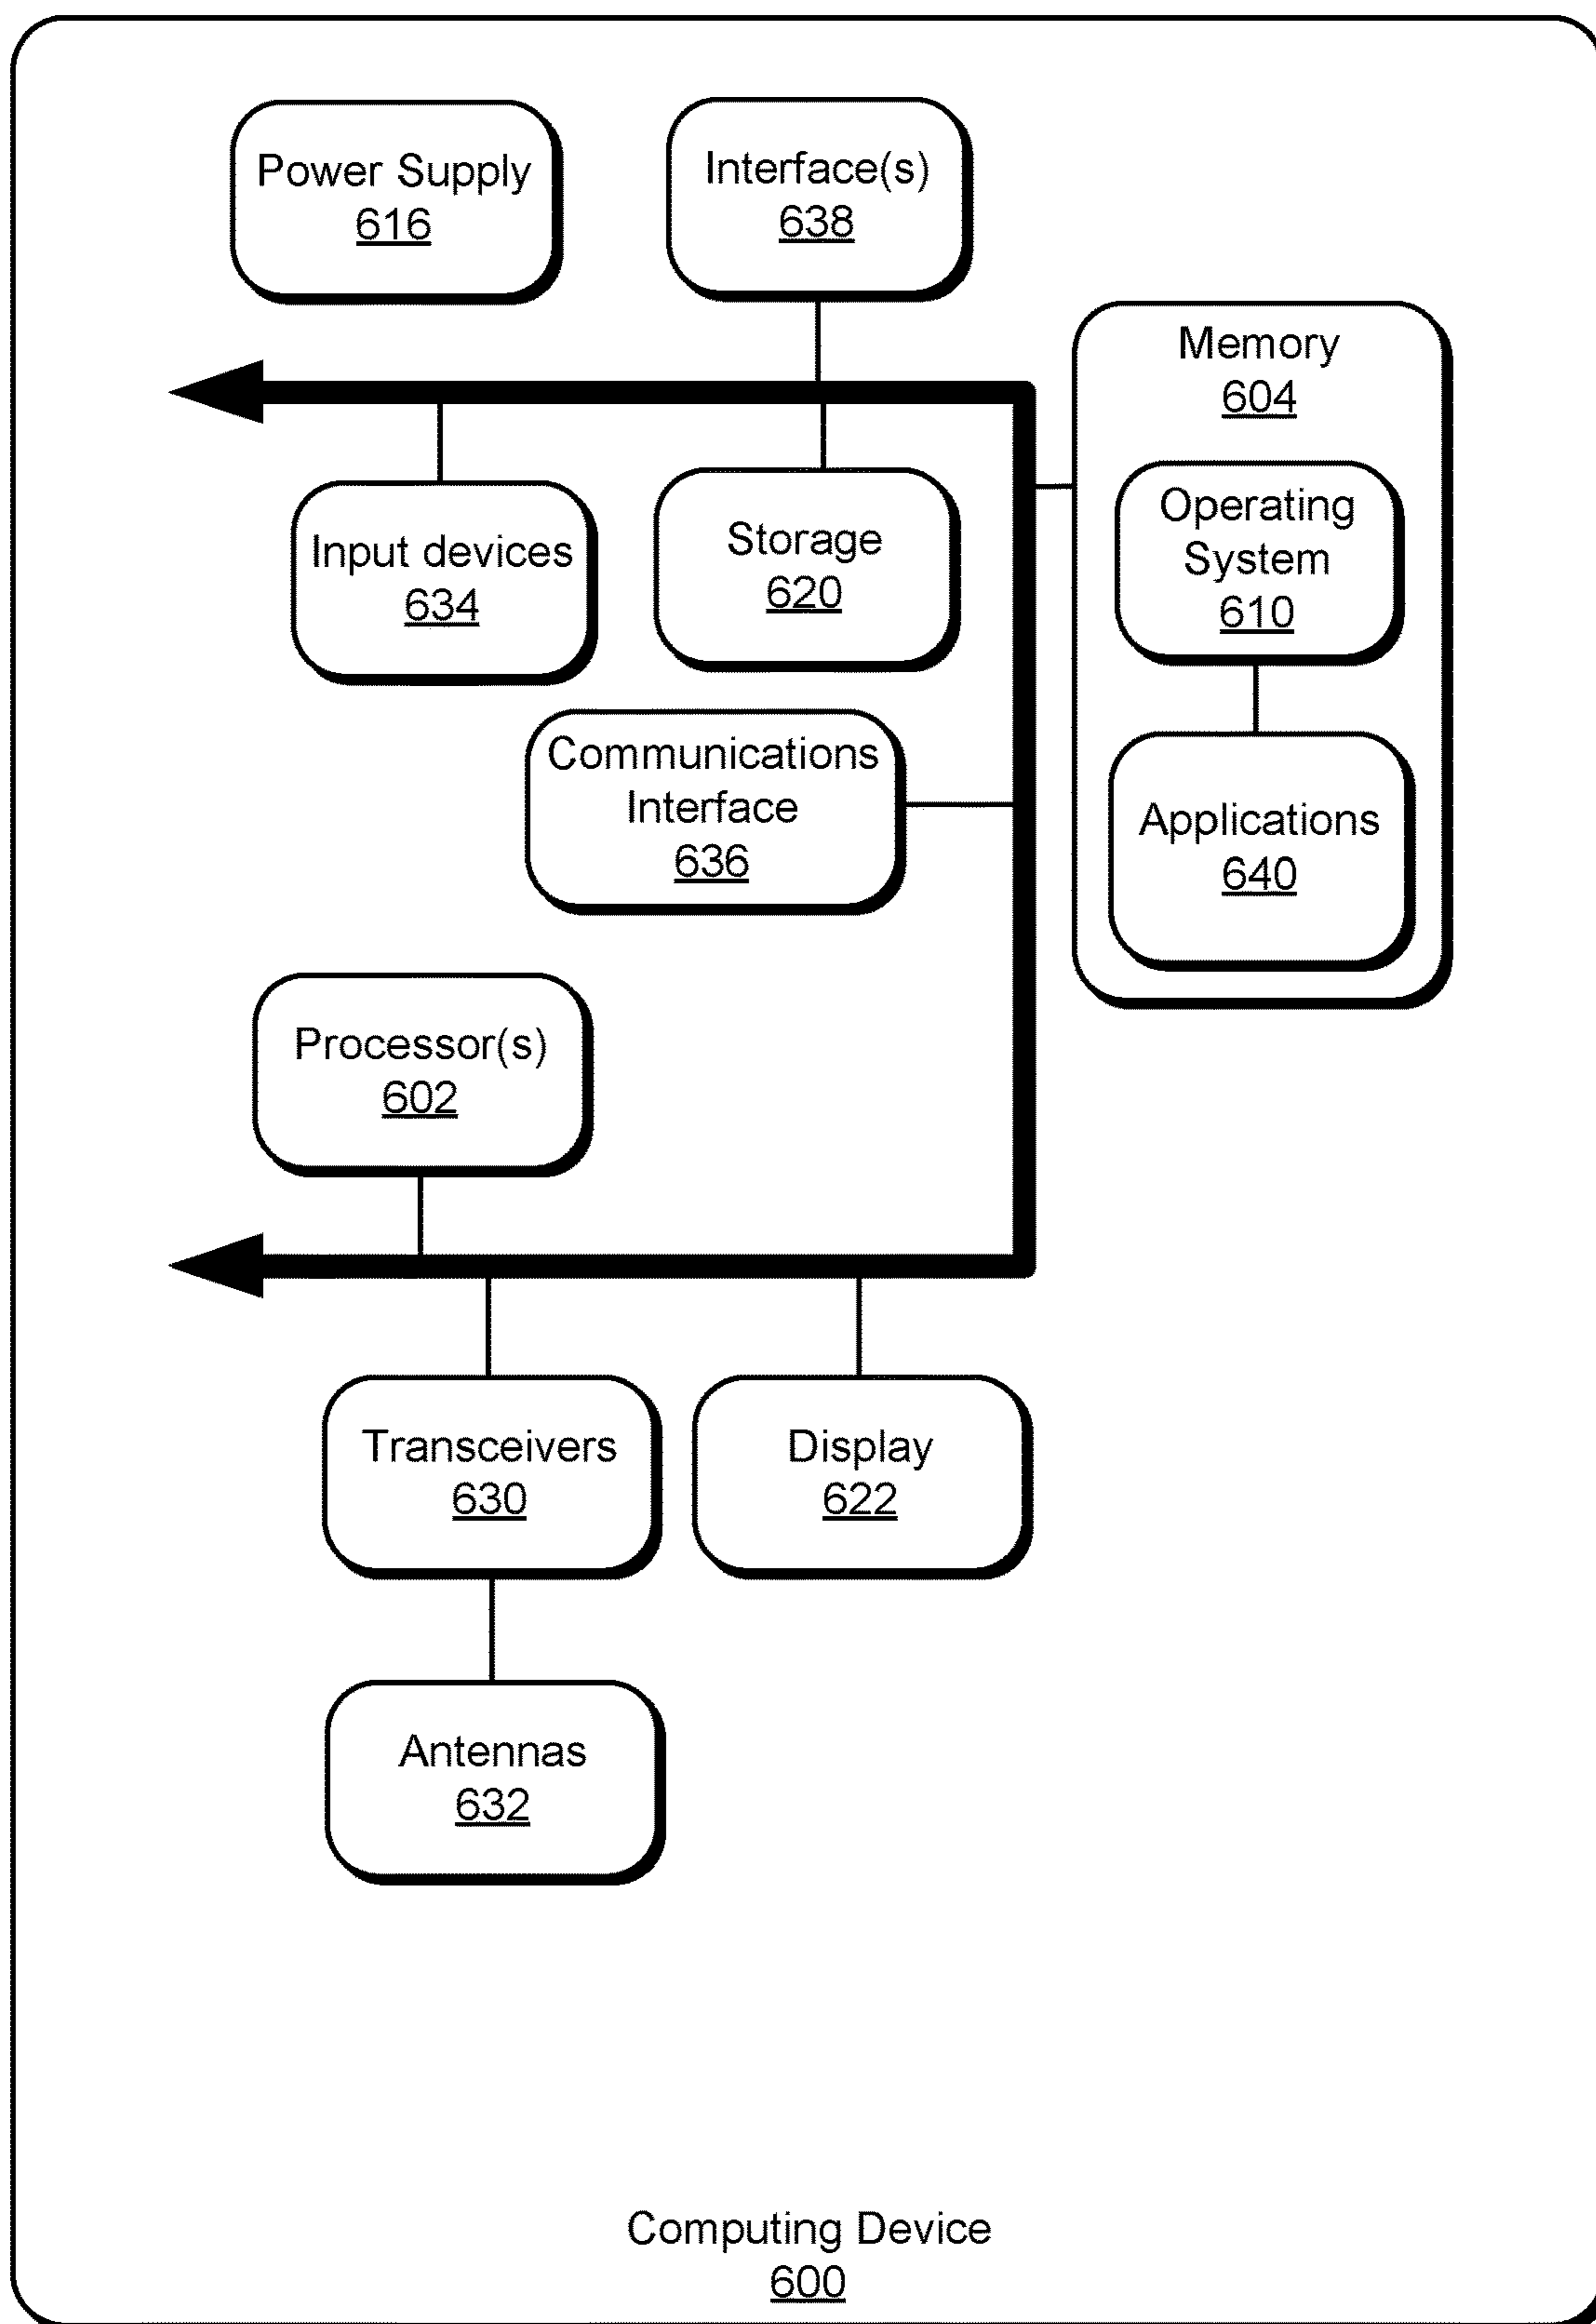 Power Supply
616
Interface(s)
638
Memory
604
Operating
System
610
Input devices
634
Storage
620
Communications
Interface
636
Applications
640
Processor(s)
602
Transceivers
630
Display
622
Antennas
632
Computing Device
600